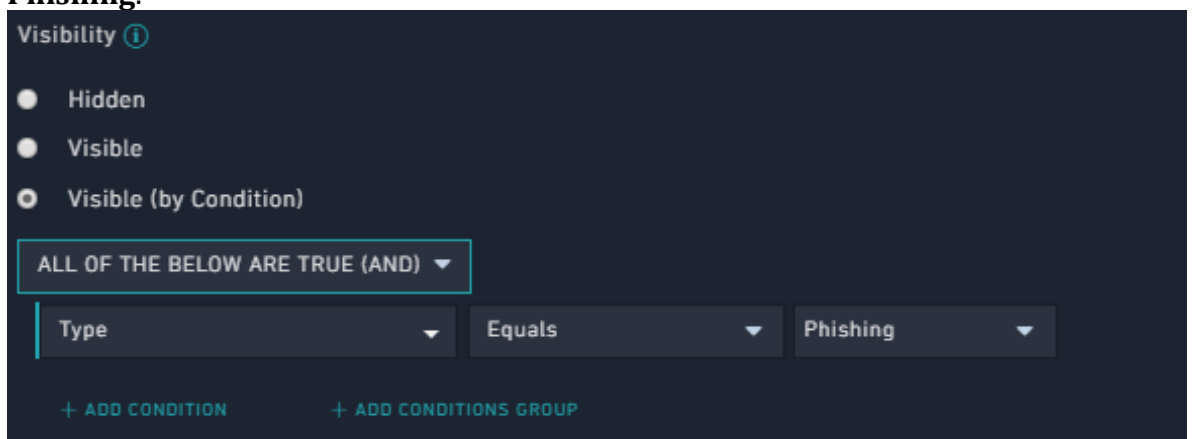 Phishing.
Visibility
Hidden
Visible
Visible (by Condition)
ALL OF THE BELOW ARE TRUE (AND)
Type Equals Phishing
+ ADD CONDITION + ADD CONDITIONS GROUP